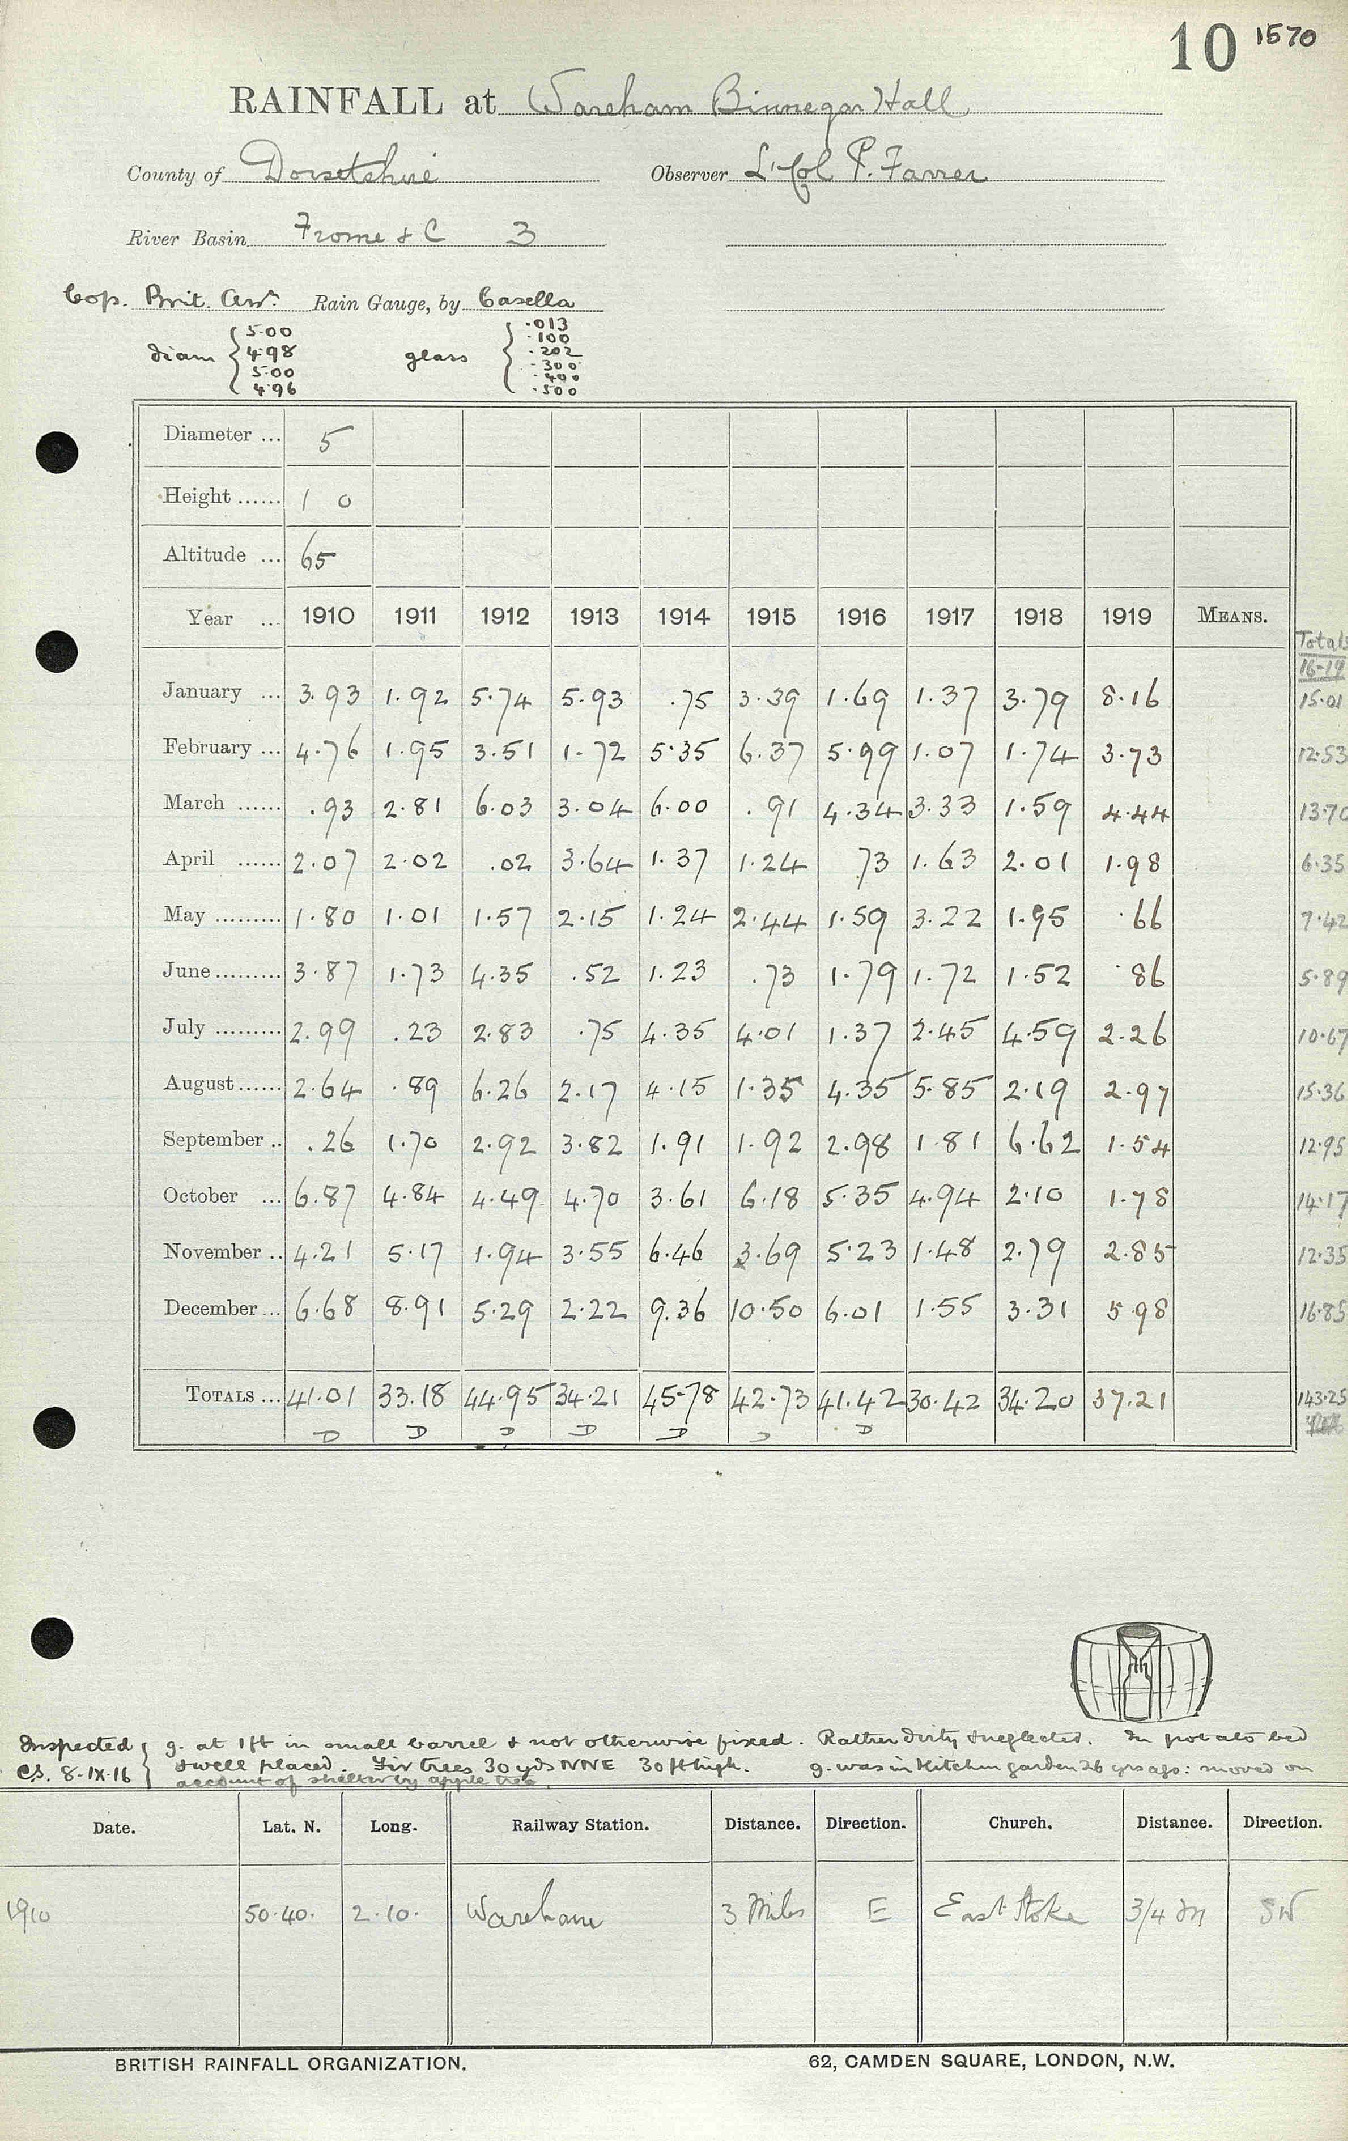 10 1570
RAINFALL at Wareham Binnegar Hall
County of Dorsetshire Observer Lt Col P. Farrer
River Basin Frome & C 3
Cop. Brit. Assn. Rain Gauge, by Casella
diam { 5.00 4.98 5.00 4.96 glass { .013 .100 .202 .300 .400 .500
Diameter ... 5
Height ...... 1 0
Altitude ... 65
Year ... 1910 1911 1912 1913 1914 1915 1916 1917 1918 1919 MEANS. Totals 16-19
January ... 3.93 1.92 5.74 5.93 .75 3.39 1.69 1.37 3.79 8.16 15.01
February ... 4.76 1.95 3.51 1.72 5.35 6.37 5.99 1.07 1.74 3.73 12.53
March ...... .93 2.81 6.03 3.04 6.00 .91 4.34 3.33 1.59 4.44 13.70
April ...... 2.07 2.02 .02 3.64 1.37 1.24 73 1.63 2.01 1.98 6.35
May ......... 1.80 1.01 1.57 2.15 1.24 2.44 1.59 3.22 1.95 .66 7.42
June ......... 3.87 1.73 4.35 .52 1.23 .73 1.79 1.72 1.52 .86 5.89
July ......... 2.99 .23 2.83 .75 4.35 4.01 1.37 2.45 4.59 2.26 10.67
August ...... 2.64 .89 6.26 2.17 4.15 1.35 4.35 5.85 2.19 2.97 15.36
September .. .26 1.70 2.92 3.82 1.91 1.92 2.98 1.81 6.62 1.54 12.95
October ... 6.87 4.84 4.49 4.70 3.61 6.18 5.35 4.94 2.10 1.78 14.17
November .. 4.21 5.17 1.94 3.55 6.46 3.69 5.23 1.48 2.79 2.85 12.35
December ... 6.68 8.91 5.29 2.22 9.36 10.50 6.01 1.55 3.31 5.98 16.85
TOTALS ... 41.01 33.18 44.95 34.21 45.78 42.73 41.42 30.42 34.20 37.21 143.25
D D D D D D D
Inspected } g. at 1ft in small barrel & not otherwise fixed. Rather dirty & neglected. In potato bed
C.S. 8.IX.16 } & well placed. Fir trees 30 yds NNE 30 ft high. g. was in Kitchen garden 26 yrs ago: moved on
account of shelter by apple tree.
Date. Lat. N. Long. Railway Station. Distance. Direction. Church. Distance. Direction.
1910 50.40. 2.10. Wareham 3 Miles E East Stoke 3/4 m SW
BRITISH RAINFALL ORGANIZATION. 62, CAMDEN SQUARE, LONDON, N.W.